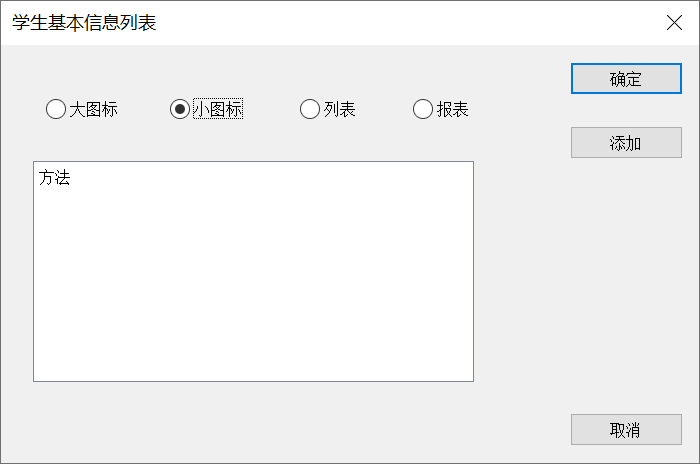 学生基本信息列表
确定
大图标 小图标 列表 报表
添加
方法
取消